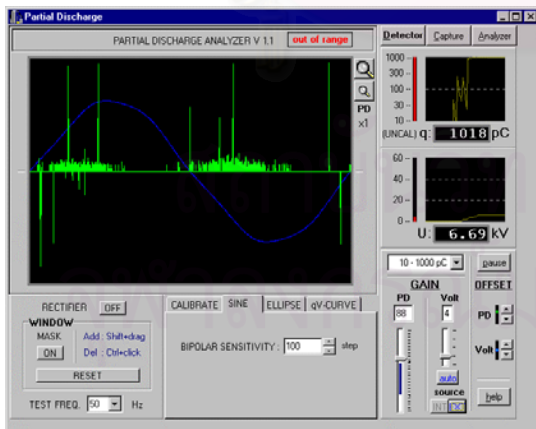 Partial Discharge
PARTIAL DISCHARGE ANALYZER V 1.1 out of range
Detector Capture Analyzer
PD
x1
1000
300
100
30
10
(UNCAL) q: 1018 pC
60
40
20
0
U: 6.69 kV
10 - 1000 pC pause
GAIN OFFSET
PD Volt
88 4
PD
Volt
auto
source
INT
help
RECTIFIER OFF
WINDOW
MASK Add : Shift+drag
ON Del : Ctrl+click
RESET
TEST FREQ. 50 Hz
CALIBRATE SINE ELLIPSE qV-CURVE
BIPOLAR SENSITIVITY : 100 step